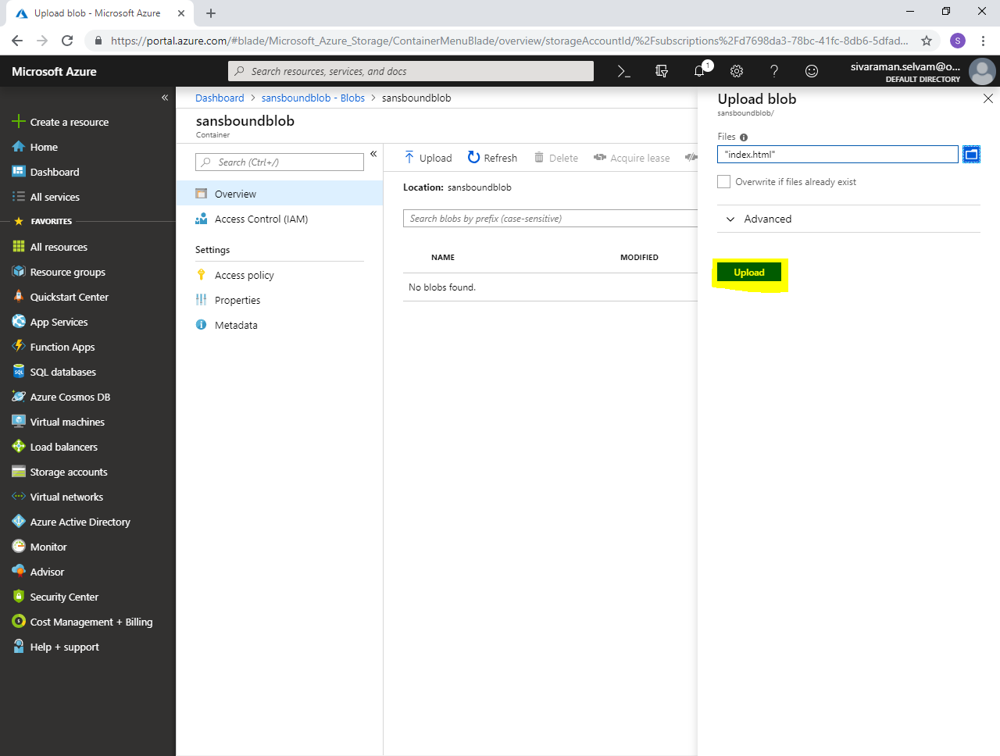 Upload blob - Microsoft Azure
https://portal.azure.com/#blade/Microsoft_Azure_Storage/ContainerMenuBlade/overview/storageAccountId/%2Fsubscriptions%2Fd7698da3-78bc-41fc-8db6-5dfad...
S
Microsoft Azure
Search resources, services, and docs
1
sivaraman.selvam@o...
DEFAULT DIRECTORY
Create a resource
Home
Dashboard
All services
FAVORITES
All resources
Resource groups
Quickstart Center
App Services
Function Apps
SQL databases
Azure Cosmos DB
Virtual machines
Load balancers
Storage accounts
Virtual networks
Azure Active Directory
Monitor
Advisor
Security Center
Cost Management + Billing
Help + support
Dashboard > sansboundblob - Blobs > sansboundblob
sansboundblob
Container
Search (Ctrl+/)
Overview
Access Control (IAM)
Settings
Access policy
Properties
Metadata
Upload Refresh Delete Acquire lease
Location: sansboundblob
Search blobs by prefix (case-sensitive)
NAME MODIFIED
No blobs found.
Upload blob
sansboundblob/
Files
"index.html"
Overwrite if files already exist
Advanced
Upload